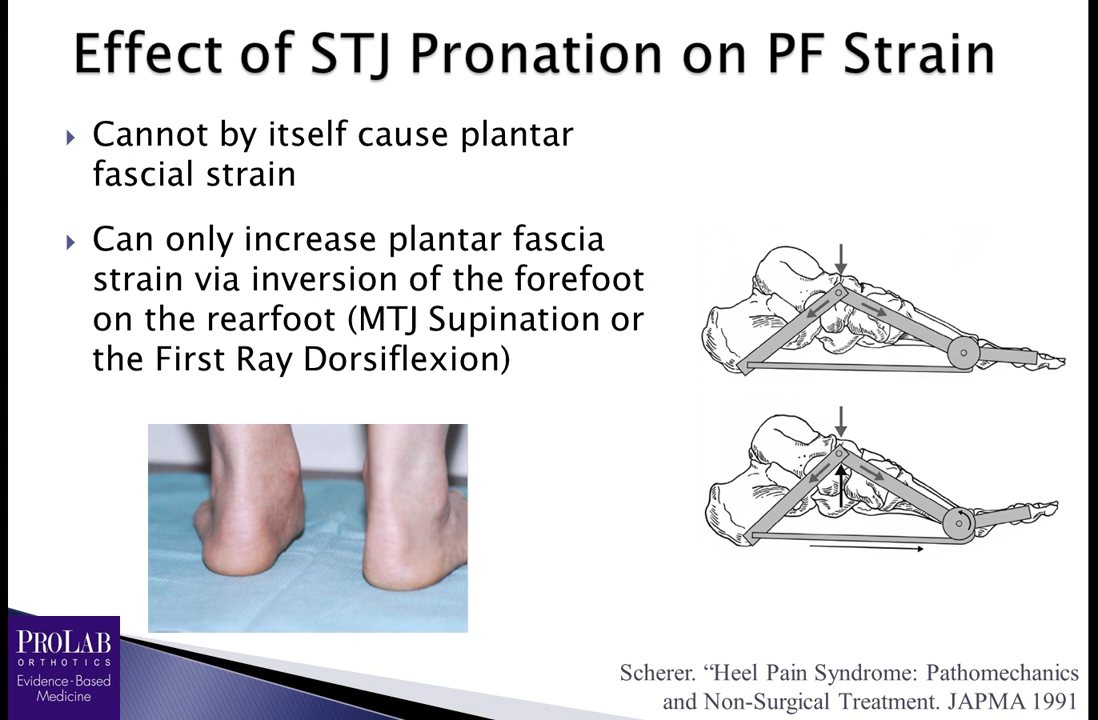 Effect of STJ Pronation on PF Strain
Cannot by itself cause plantar
fascial strain
Can only increase plantar fascia
strain via inversion of the forefoot
on the rearfoot (MTJ Supination or
the First Ray Dorsiflexion)
PROLAB
ORTHOTICS
Evidence-Based
Medicine
Scherer. “Heel Pain Syndrome: Pathomechanics
and Non-Surgical Treatment. JAPMA 1991